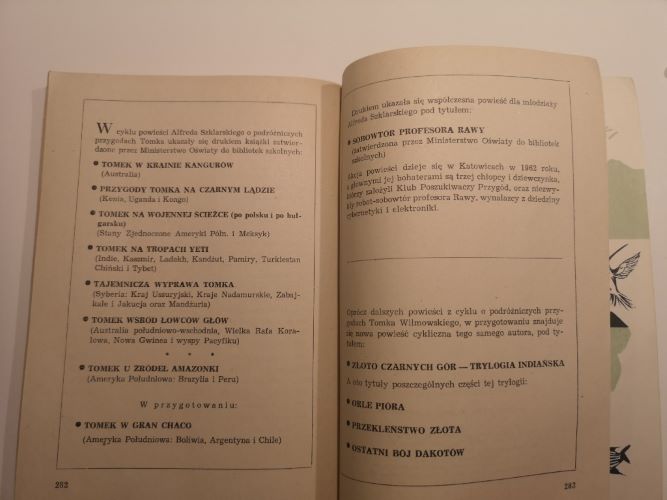 W cyklu powieści Alfreda Szklarskiego o podróżniczych
przygodach Tomka ukazały się drukiem książki zatwier-
dzone przez Ministerstwo Oświaty do bibliotek szkolnych:
● TOMEK W KRAINIE KANGURÓW
(Australia)
● PRZYGODY TOMKA NA CZARNYM LĄDZIE
(Kenia, Uganda i Kongo)
● TOMEK NA WOJENNEJ ŚCIEŻCE (po polsku i po buł-
garsku)
(Stany Zjednoczone Ameryki Półn. i Meksyk)
● TOMEK NA TROPACH YETI
(Indie, Kaszmir, Ladakh, Kandżut, Pamiry, Turkiestan
Chiński i Tybet)
● TAJEMNICZA WYPRAWA TOMKA
(Syberia: Kraj Ussuryjski, Kraje Nadamurskie, Zabaj-
kale i Jakucja oraz Mandżuria)
● TOMEK WŚRÓD ŁOWCÓW GŁÓW
(Australia południowo-wschodnia, Wielka Rafa Kora-
lowa, Nowa Gwinea i wyspy Pacyfiku)
* * *
● TOMEK U ŹRÓDEŁ AMAZONKI
(Ameryka Południowa: Brazylia i Peru)
W przygotowaniu:
● TOMEK W GRAN CHACO
(Ameryka Południowa: Boliwia, Argentyna i Chile)
282
Drukiem ukazała się współczesna powieść dla młodzieży
Alfreda Szklarskiego pod tytułem:
● SOBOWTÓR PROFESORA RAWY
(zatwierdzona przez Ministerstwo Oświaty do bibliotek
szkolnych)
Akcja powieści dzieje się w Katowicach w 1962 roku,
a głównymi jej bohaterami są trzej chłopcy i dziewczynka,
którzy założyli Klub Poszukiwaczy Przygód, oraz niezwy-
kły robot-sobowtór profesora Rawy, wynalazcy z dziedziny
cybernetyki i elektroniki.
Oprócz dalszych powieści z cyklu o podróżniczych przy-
godach Tomka Wilmowskiego, w przygotowaniu znajduje
się nowa powieść cykliczna tego samego autora, pod ty-
tułem:
● ZŁOTO CZARNYCH GÓR — TRYLOGIA INDIAŃSKA
A oto tytuły poszczególnych części tej trylogii:
● ORLE PIÓRA
● PRZEKLEŃSTWO ZŁOTA
● OSTATNI BÓJ DAKOTÓW
283